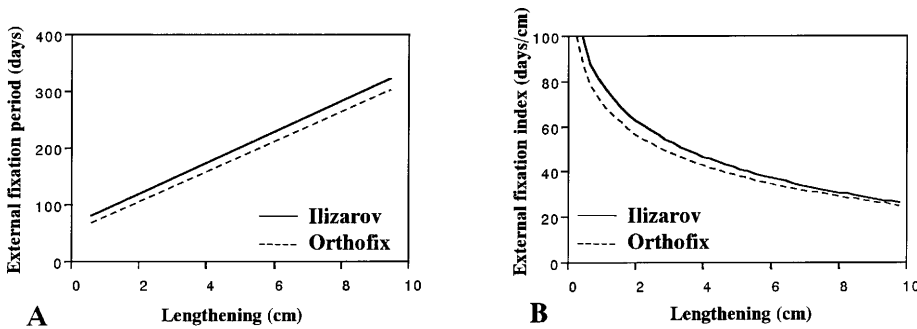 External fixation period (days)
400
300
200
100
0
0 2 4 6 8 10
Lengthening (cm)
Ilizarov
Orthofix
A
External fixation index (days/cm)
100
80
60
40
20
0
0 2 4 6 8 10
Lengthening (cm)
Ilizarov
Orthofix
B